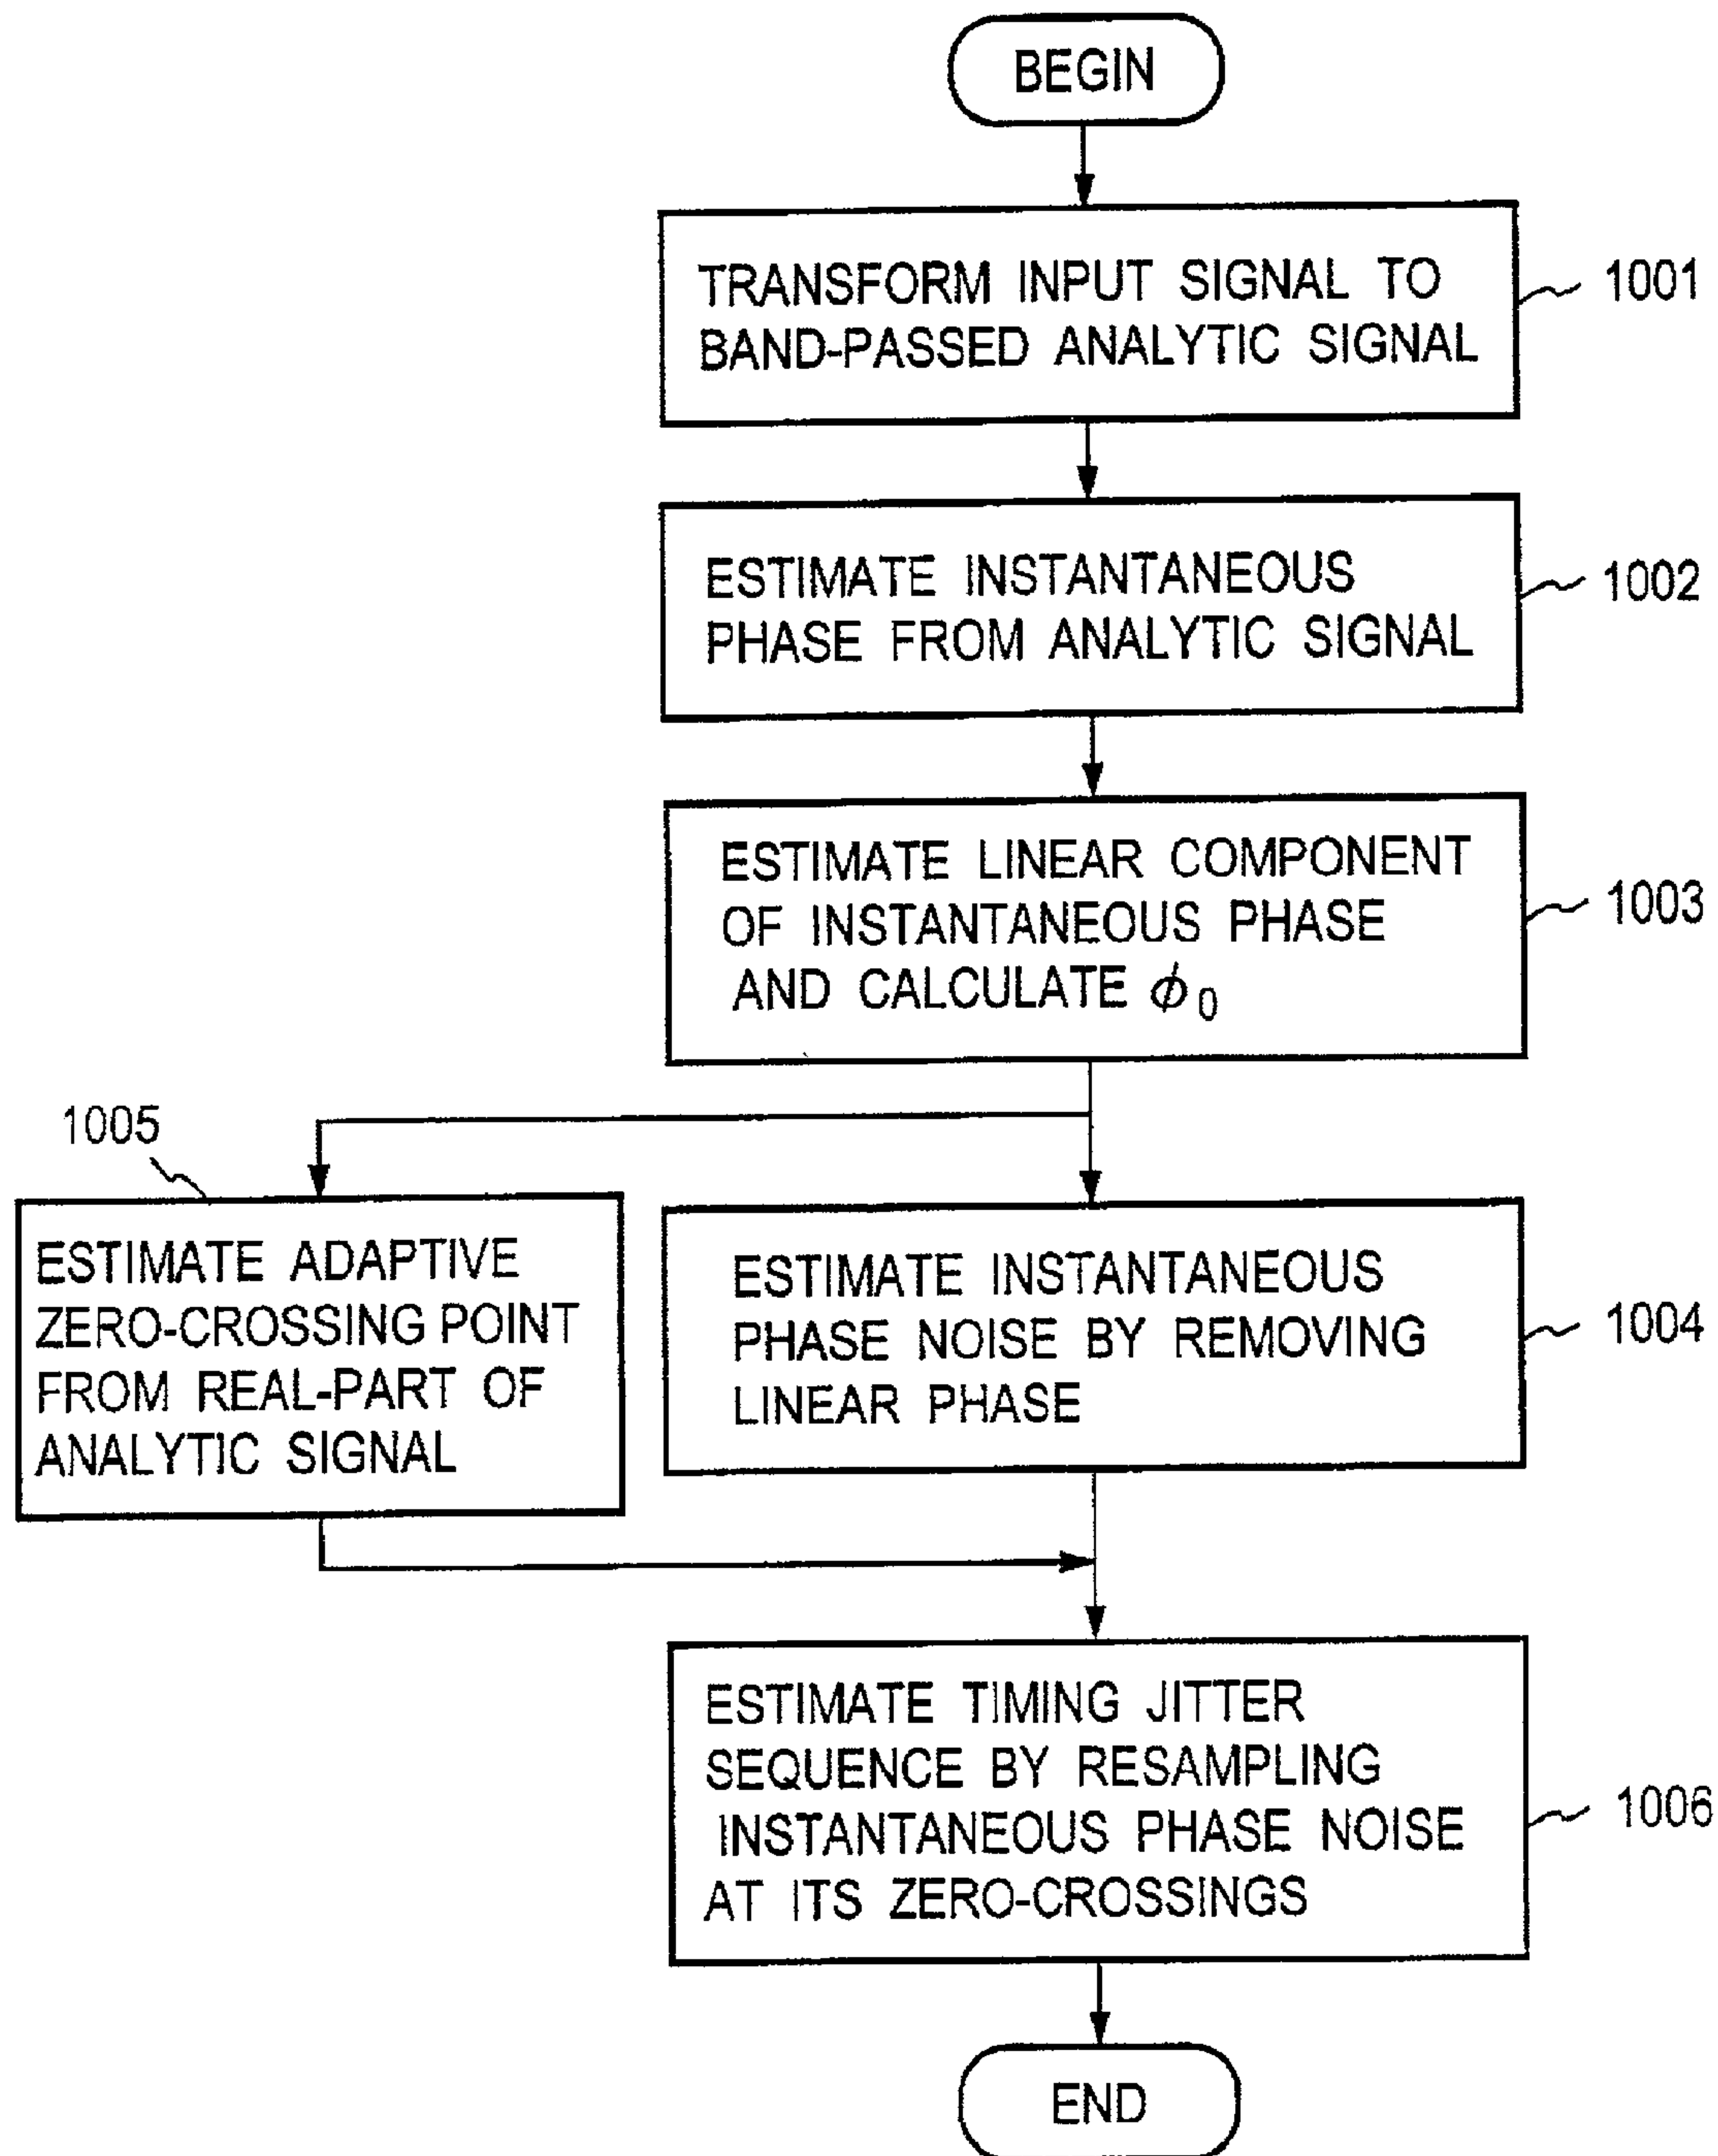 BEGIN
TRANSFORM INPUT SIGNAL TO
BAND-PASSED ANALYTIC SIGNAL
1001
ESTIMATE INSTANTANEOUS
PHASE FROM ANALYTIC SIGNAL
1002
ESTIMATE LINEAR COMPONENT
OF INSTANTANEOUS PHASE
AND CALCULATE ϕ₀
1003
1005
ESTIMATE ADAPTIVE
ZERO-CROSSING POINT
FROM REAL-PART OF
ANALYTIC SIGNAL
ESTIMATE INSTANTANEOUS
PHASE NOISE BY REMOVING
LINEAR PHASE
1004
ESTIMATE TIMING JITTER
SEQUENCE BY RESAMPLING
INSTANTANEOUS PHASE NOISE
AT ITS ZERO-CROSSINGS
1006
END